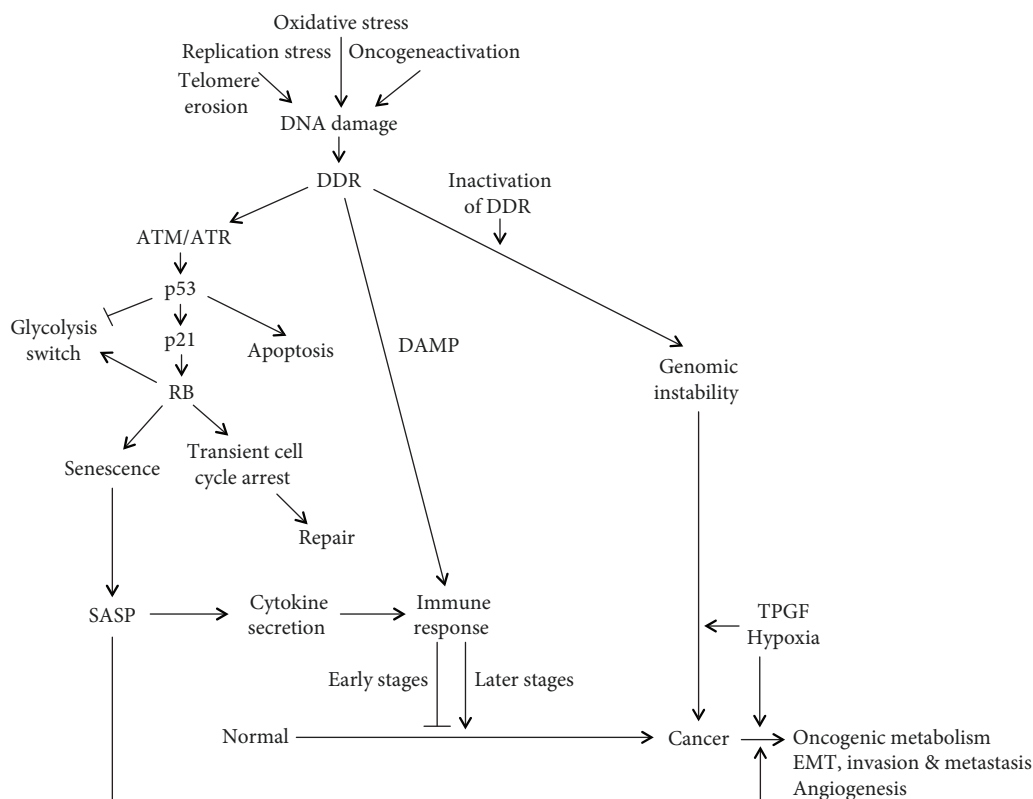 Oxidative stress
Replication stress
Oncogeneactivation
Telomere
erosion
DNA damage
DDR
Inactivation
of DDR
ATM/ATR
p53
Glycolysis
switch
p21
Apoptosis
DAMP
Genomic
instability
RB
Senescence
Transient cell
cycle arrest
Repair
SASP
Cytokine
secretion
Immune
response
TPGF
Hypoxia
Early stages
Later stages
Normal
Cancer
Oncogenic metabolism
EMT, invasion & metastasis
Angiogenesis